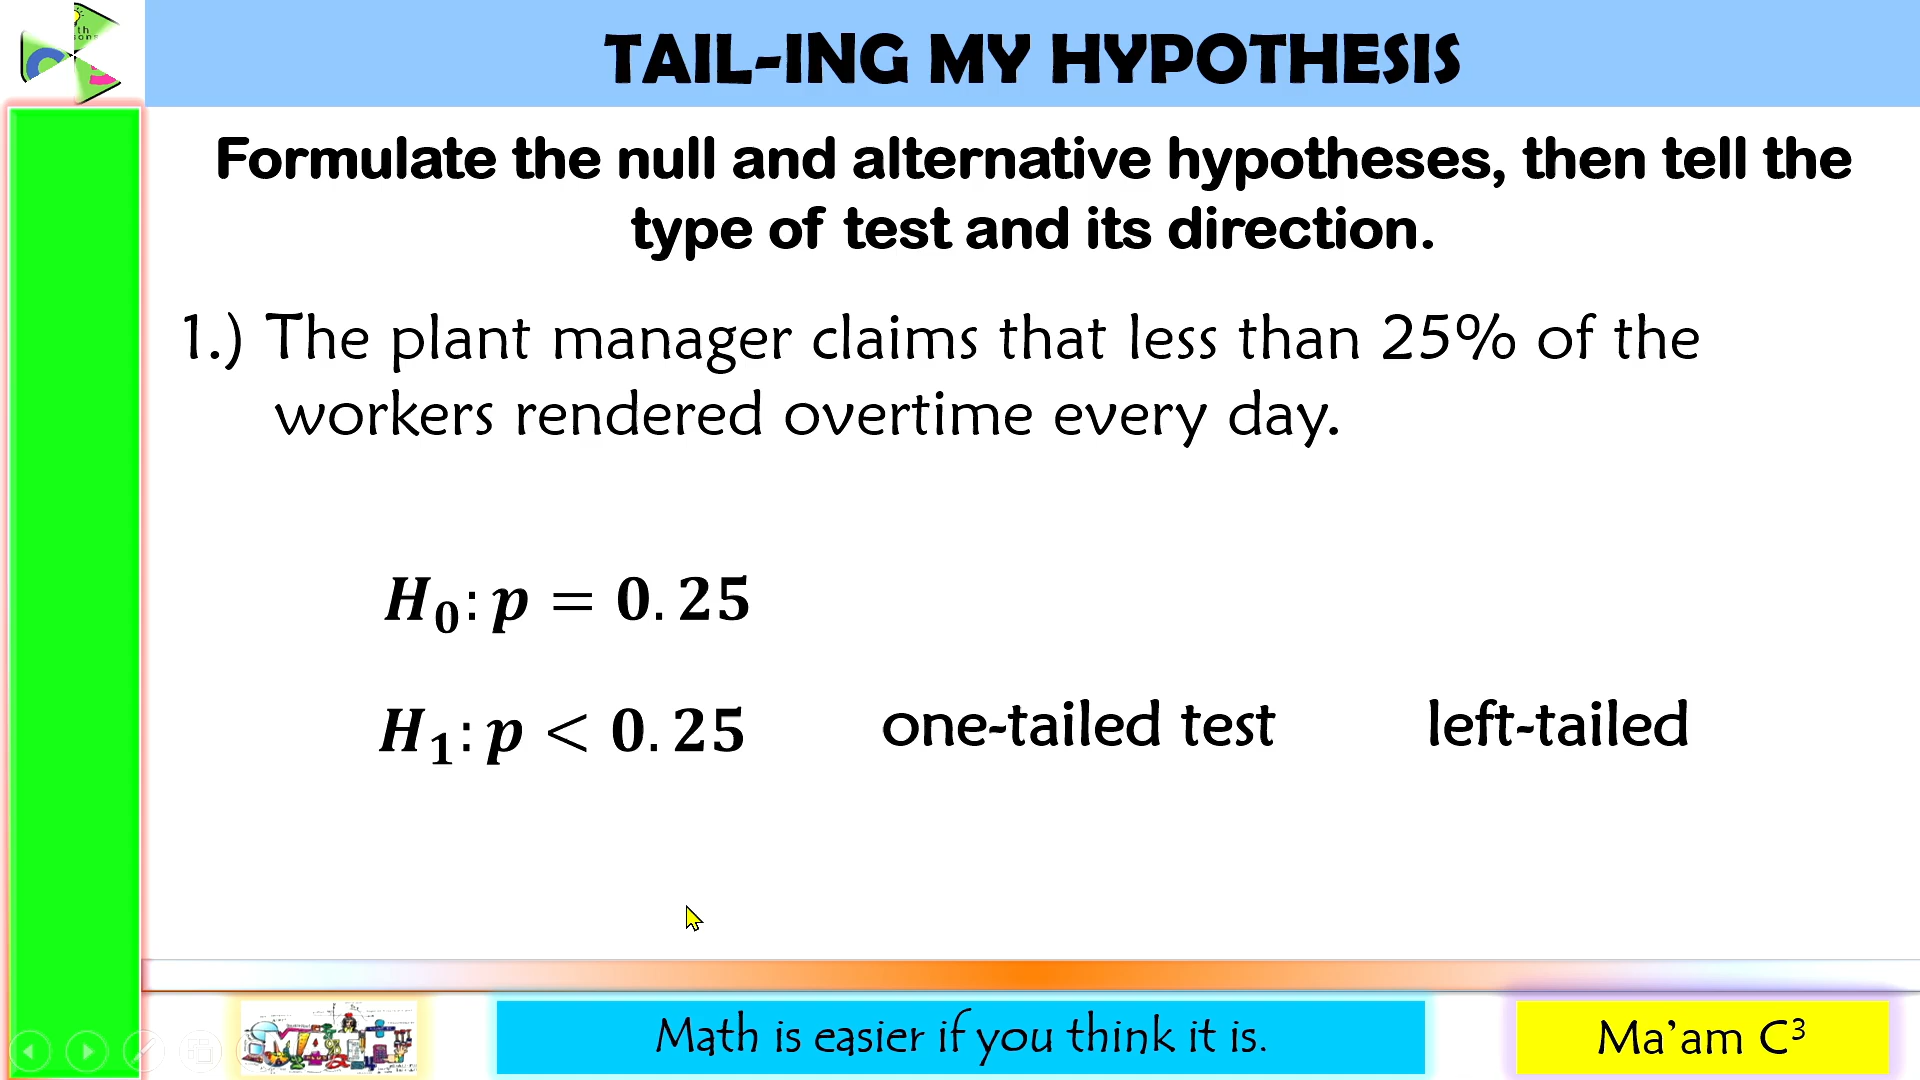 TAIL-ING MY HYPOTHESIS
Formulate the null and alternative hypotheses, then tell the
type of test and its direction.
1.) The plant manager claims that less than 25% of the
workers rendered overtime every day.
H₀: p = 0.25
H₁: p < 0.25 one-tailed test left-tailed
MATH
Math is easier if you think it is.
Ma’am C³